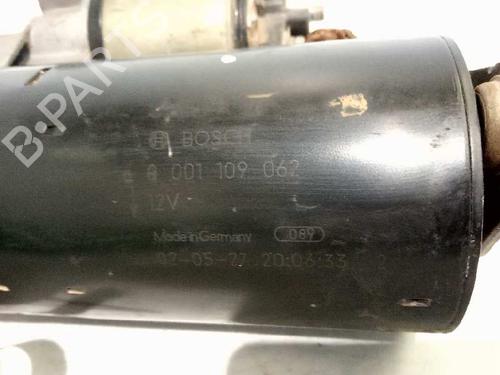 B-PARTS
BOSCH
0 001 109 062
12V
Made in Germany 089
02-05-27 20:06:33